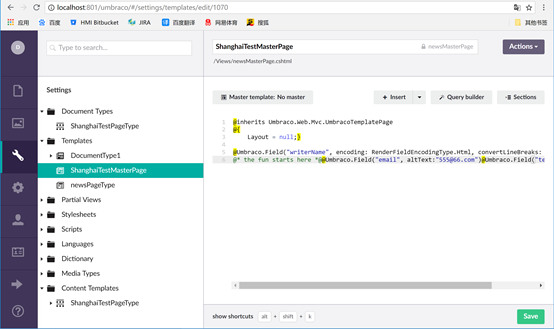 localhost:801/umbraco/#/settings/templates/edit/1070
应用 百度 HMI Bitbucket JIRA 百度翻译 网易体育 搜狐 其他书签
D
Type to search...
ShanghaiTestMasterPage newsMasterPage
Actions
/Views/newsMasterPage.cshtml
Settings
Document Types
ShanghaiTestPageType
Templates
DocumentType1
ShanghaiTestMasterPage
newsPageType
Partial Views
Stylesheets
Scripts
Languages
Dictionary
Media Types
Content Templates
ShanghaiTestPageType
Master template: No master
Insert
Query builder
Sections
1 @inherits Umbraco.Web.Mvc.UmbracoTemplatePage
2 @{
3 Layout = null;}
4
5 @Umbraco.Field("writerName", encoding: RenderFieldEncodingType.Html, convertLineBreaks:
6 @* the fun starts here *@@Umbraco.Field("email", altText:"555@66.com")@Umbraco.Field("te
show shortcuts alt + shift + k
Save